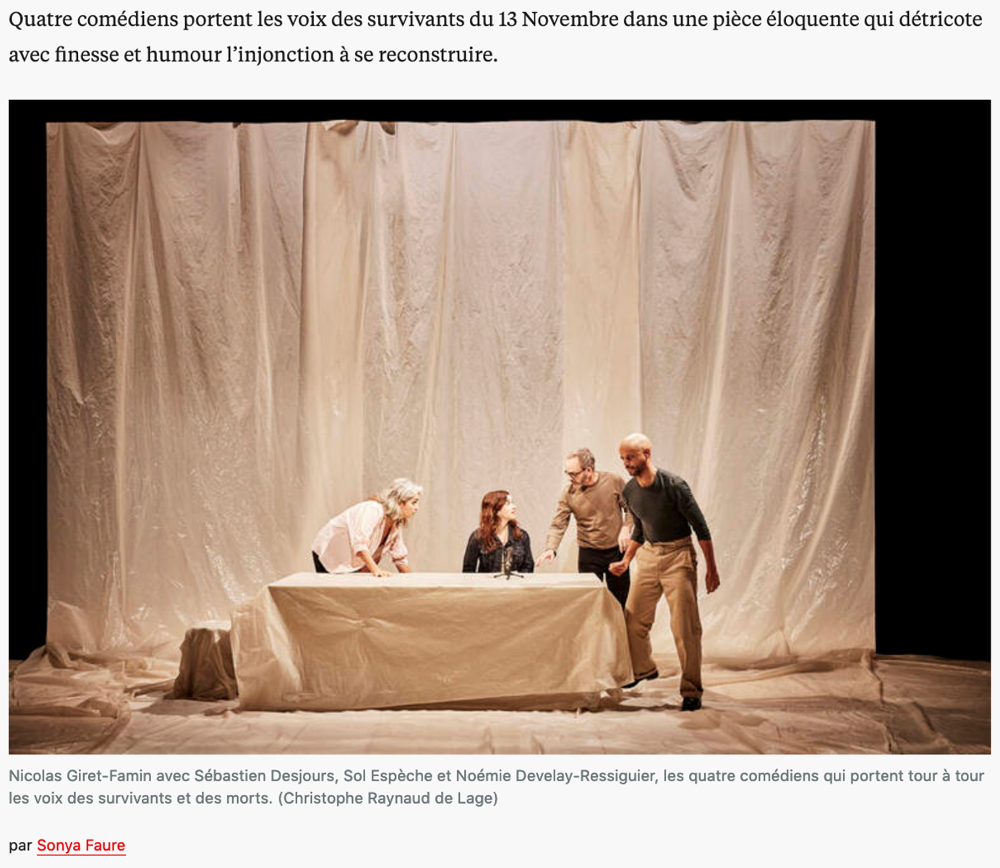 Quatre comédiens portent les voix des survivants du 13 Novembre dans une pièce éloquente qui détricote
avec finesse et humour l’injonction à se reconstruire.
Nicolas Giret-Famin avec Sébastien Desjours, Sol Espèche et Noémie Develay-Ressiguier, les quatre comédiens qui portent tour à tour
les voix des survivants et des morts. (Christophe Raynaud de Lage)
par Sonya Faure